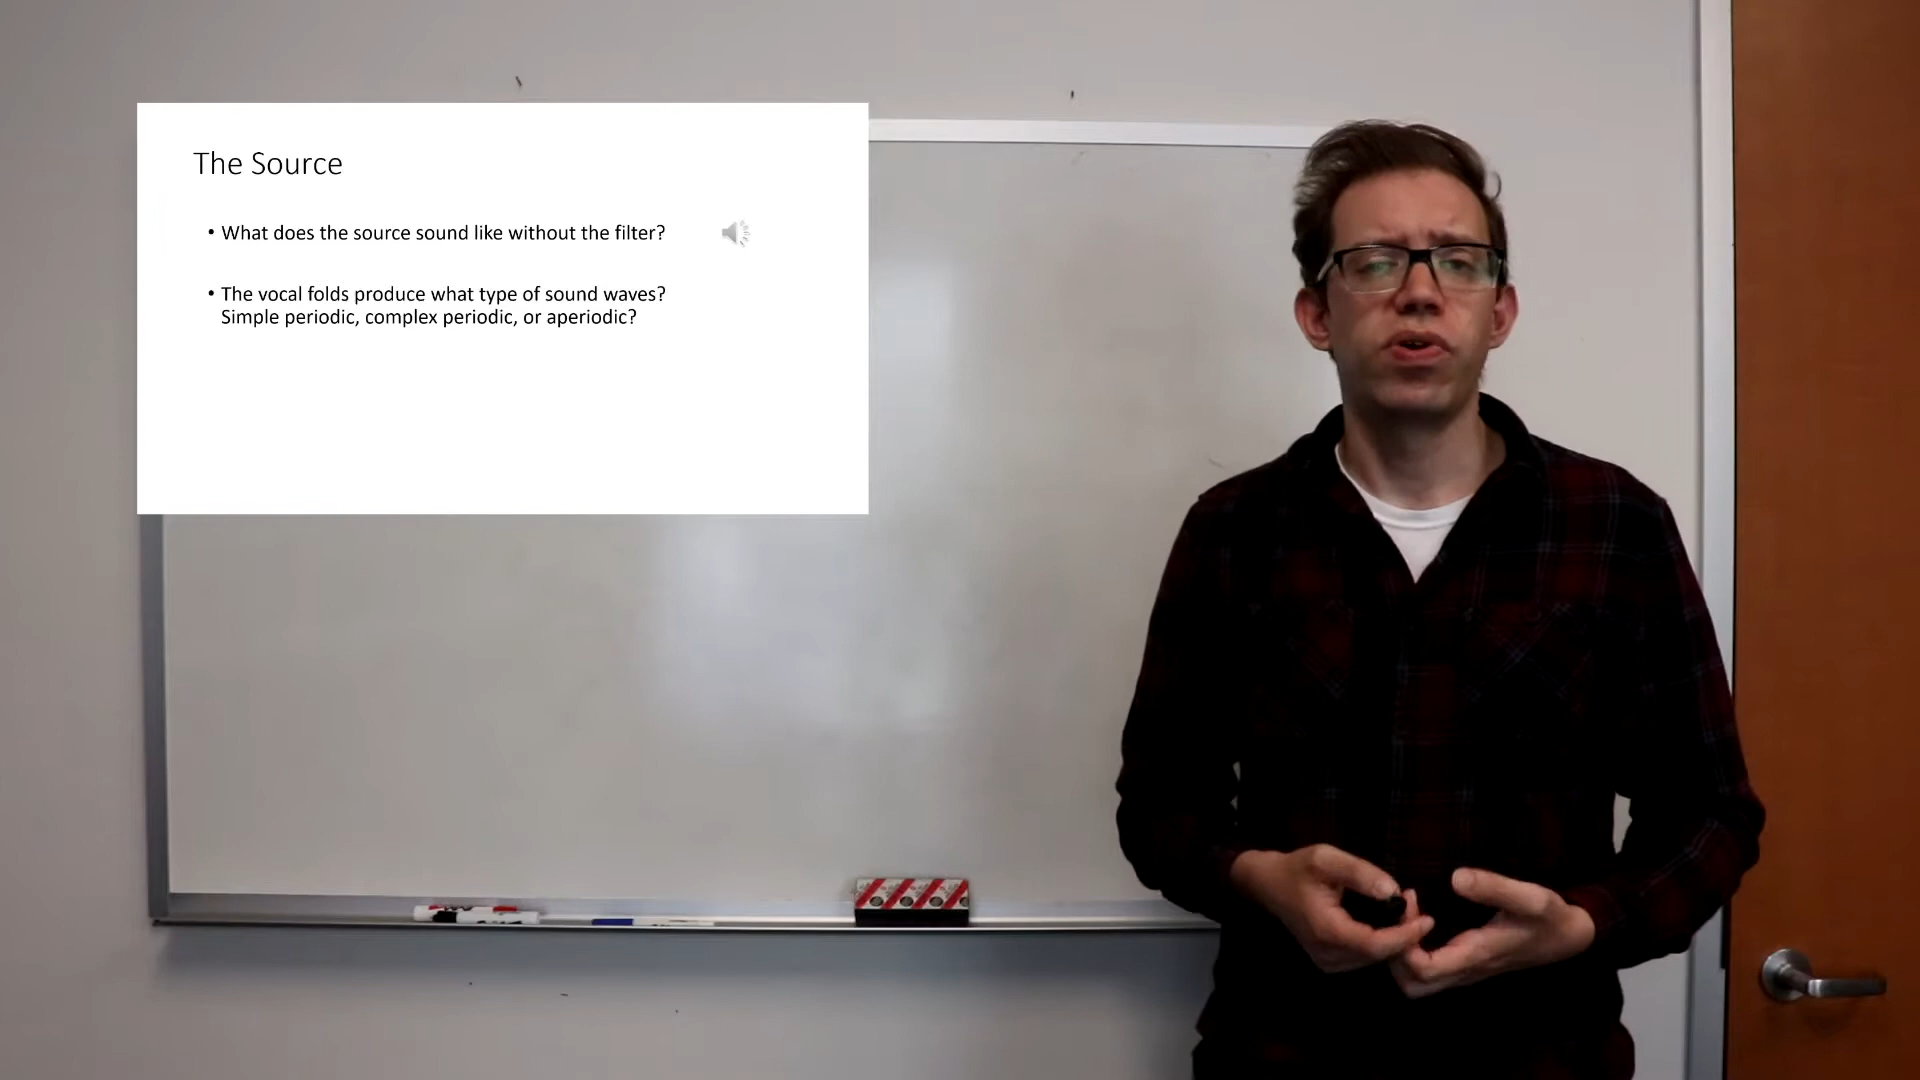 The Source
• What does the source sound like without the filter?
• The vocal folds produce what type of sound waves?
Simple periodic, complex periodic, or aperiodic?